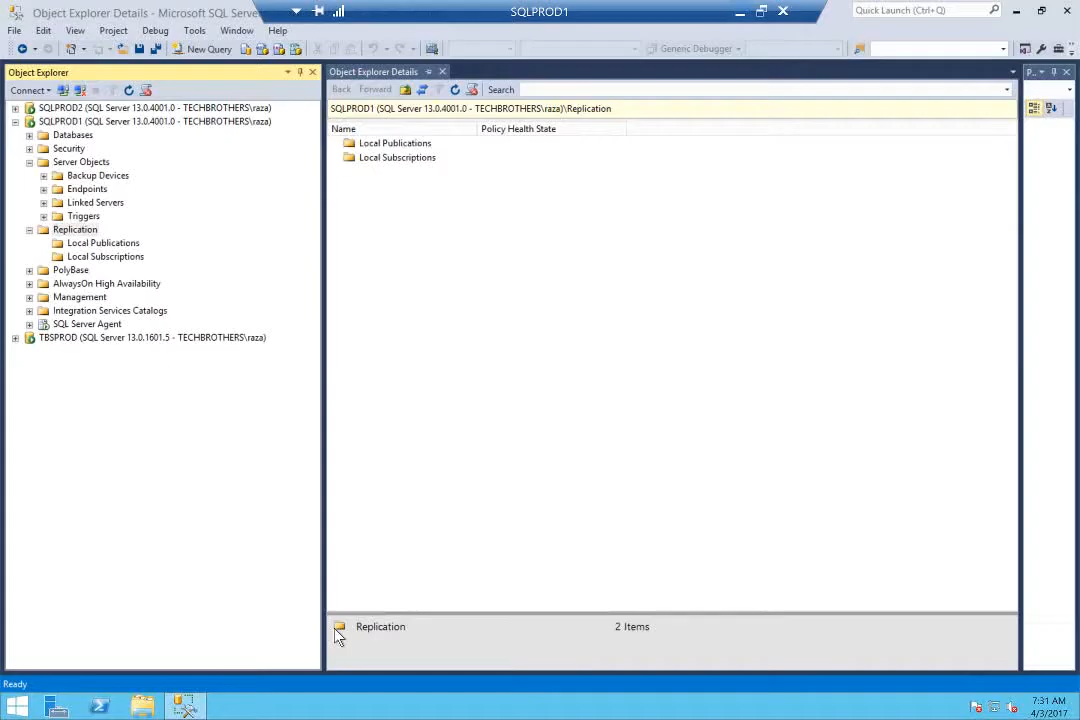 Object Explorer Details - Microsoft SQL Serve
SQLPROD1
Quick Launch (Ctrl+Q)
File Edit View Project Debug Tools Window Help
New Query
Generic Debugger
Object Explorer
Object Explorer Details
P...
Connect
Back Forward Search
SQLPROD2 (SQL Server 13.0.4001.0 - TECHBROTHERS\raza)
SQLPROD1 (SQL Server 13.0.4001.0 - TECHBROTHERS\raza)
Databases
Security
Server Objects
Backup Devices
Endpoints
Linked Servers
Triggers
Replication
Local Publications
Local Subscriptions
PolyBase
AlwaysOn High Availability
Management
Integration Services Catalogs
SQL Server Agent
TBSPROD (SQL Server 13.0.1601.5 - TECHBROTHERS\raza)
SQLPROD1 (SQL Server 13.0.4001.0 - TECHBROTHERS\raza)\Replication
Name Policy Health State
Local Publications
Local Subscriptions
Replication 2 Items
Ready
7:31 AM
4/3/2017